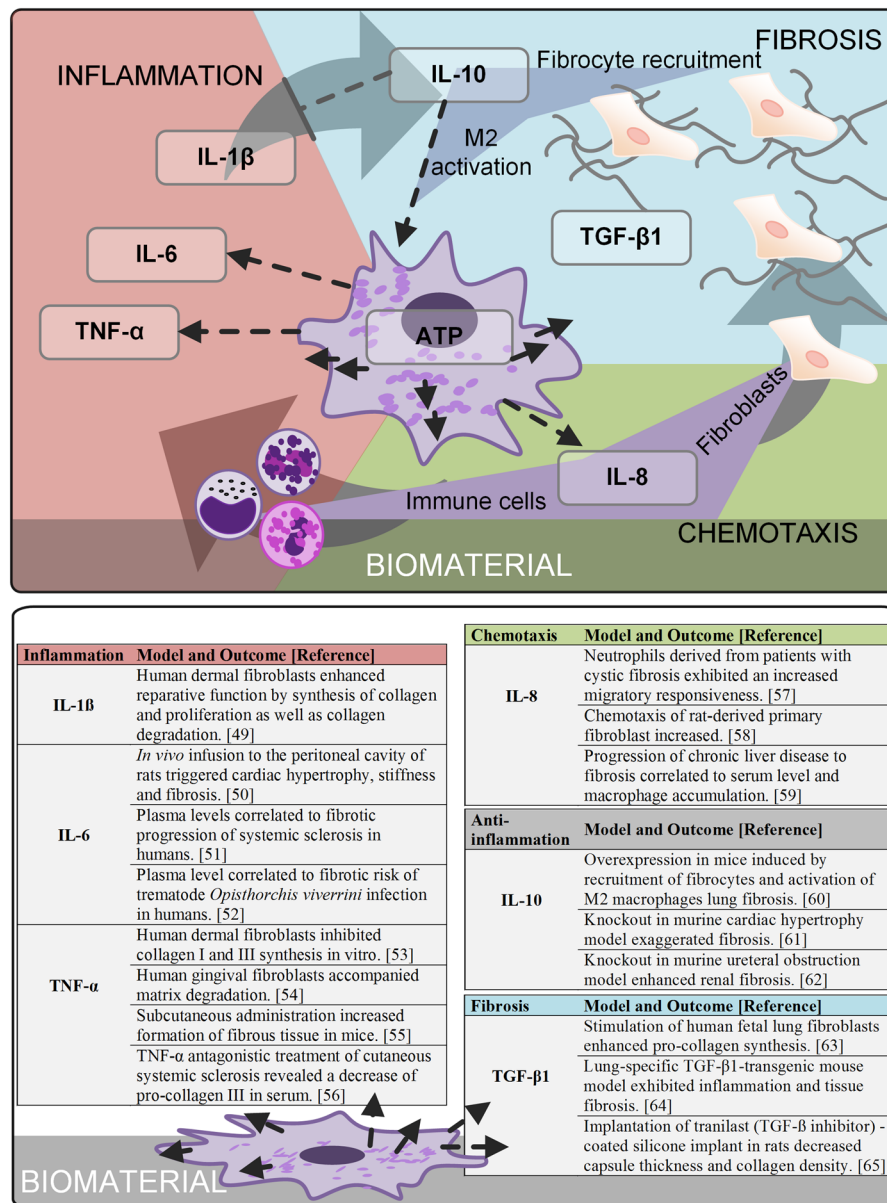 FIBROSIS
INFLAMMATION
IL-10
Fibrocyte recruitment
IL-1β
M2
activation
IL-6
TGF-β1
TNF-α
ATP
Fibroblasts
IL-8
Immune cells
CHEMOTAXIS
BIOMATERIAL
Inflammation Model and Outcome [Reference]
IL-1ß
Human dermal fibroblasts enhanced
reparative function by synthesis of collagen
and proliferation as well as collagen
degradation. [49]
IL-6
In vivo infusion to the peritoneal cavity of
rats triggered cardiac hypertrophy, stiffness
and fibrosis. [50]
Plasma levels correlated to fibrotic
progression of systemic sclerosis in
humans. [51]
Plasma level correlated to fibrotic risk of
trematode Opisthorchis viverrini infection
in humans. [52]
TNF-α
Human dermal fibroblasts inhibited
collagen I and III synthesis in vitro. [53]
Human gingival fibroblasts accompanied
matrix degradation. [54]
Subcutaneous administration increased
formation of fibrous tissue in mice. [55]
TNF-α antagonistic treatment of cutaneous
systemic sclerosis revealed a decrease of
pro-collagen III in serum. [56]
Chemotaxis Model and Outcome [Reference]
IL-8
Neutrophils derived from patients with
cystic fibrosis exhibited an increased
migratory responsiveness. [57]
Chemotaxis of rat-derived primary
fibroblast increased. [58]
Progression of chronic liver disease to
fibrosis correlated to serum level and
macrophage accumulation. [59]
Anti-
inflammation Model and Outcome [Reference]
IL-10
Overexpression in mice induced by
recruitment of fibrocytes and activation of
M2 macrophages lung fibrosis. [60]
Knockout in murine cardiac hypertrophy
model exaggerated fibrosis. [61]
Knockout in murine ureteral obstruction
model enhanced renal fibrosis. [62]
Fibrosis Model and Outcome [Reference]
TGF-β1
Stimulation of human fetal lung fibroblasts
enhanced pro-collagen synthesis. [63]
Lung-specific TGF-β1-transgenic mouse
model exhibited inflammation and tissue
fibrosis. [64]
Implantation of tranilast (TGF-ß inhibitor) -
coated silicone implant in rats decreased
capsule thickness and collagen density. [65]
BIOMATERIAL